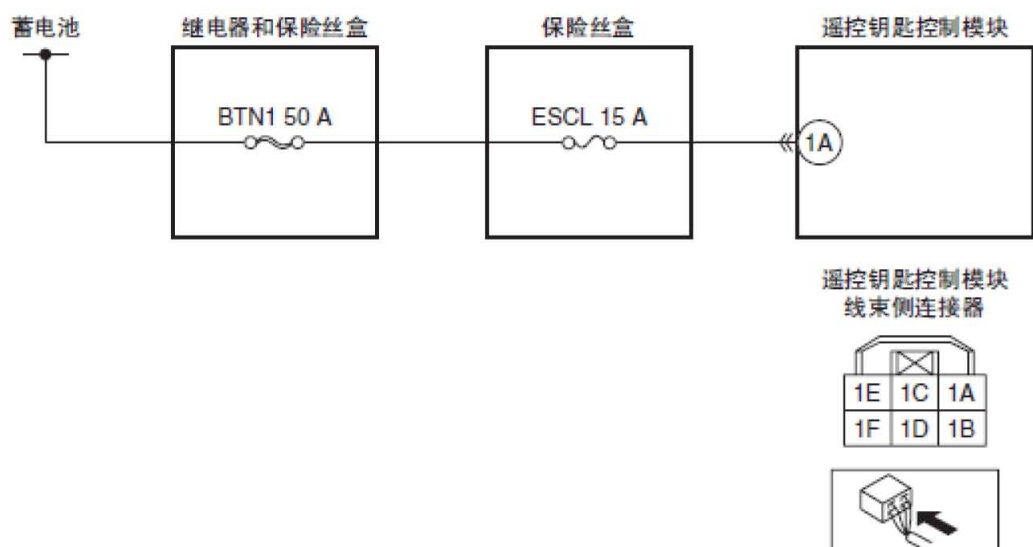 蓄电池
继电器和保险丝盒
保险丝盒
遥控钥匙控制模块
BTN1 50 A
ESCL 15 A
1A
遥控钥匙控制模块
线束侧连接器
1E 1C 1A
1F 1D 1B